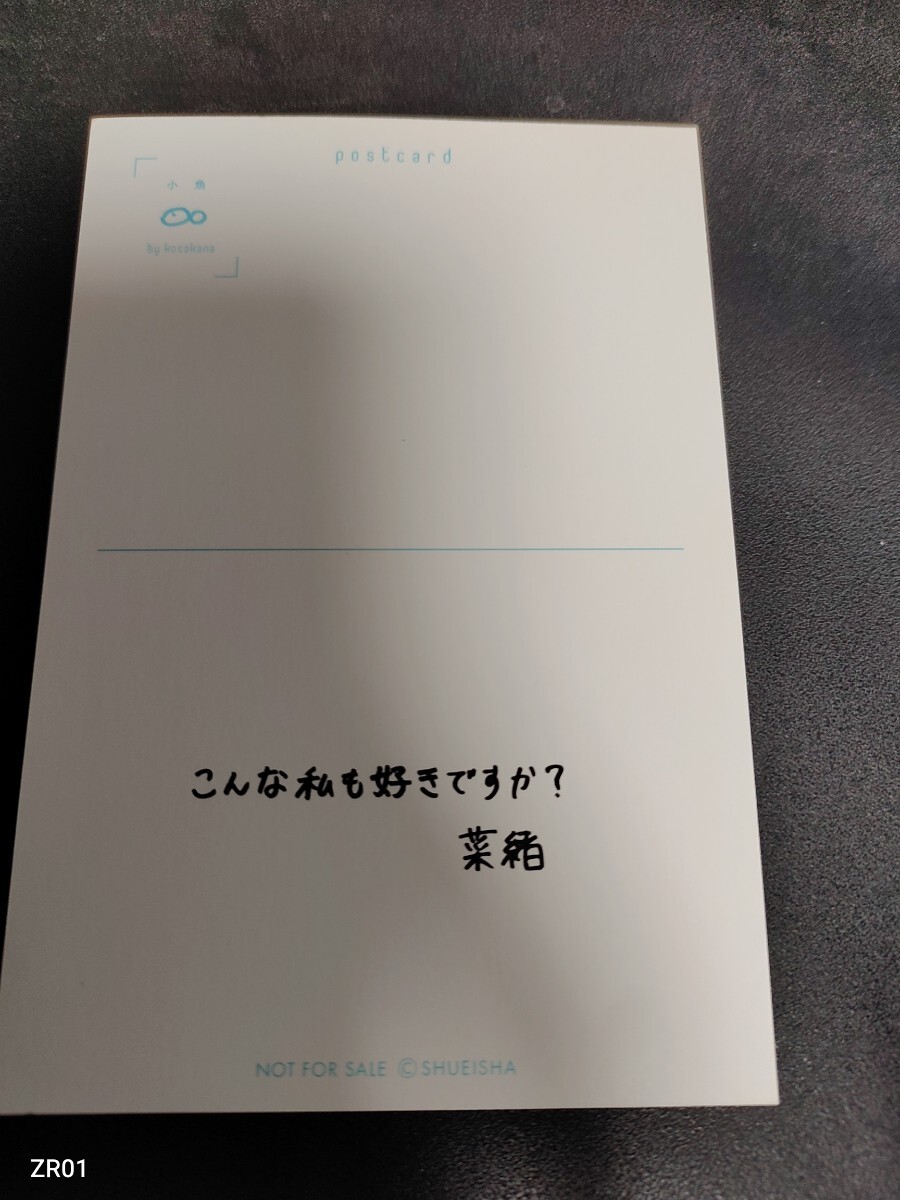 postcard
小魚
by kosakana
こんな私も好きですか?
菜緒
NOT FOR SALE ©SHUEISHA
ZR01